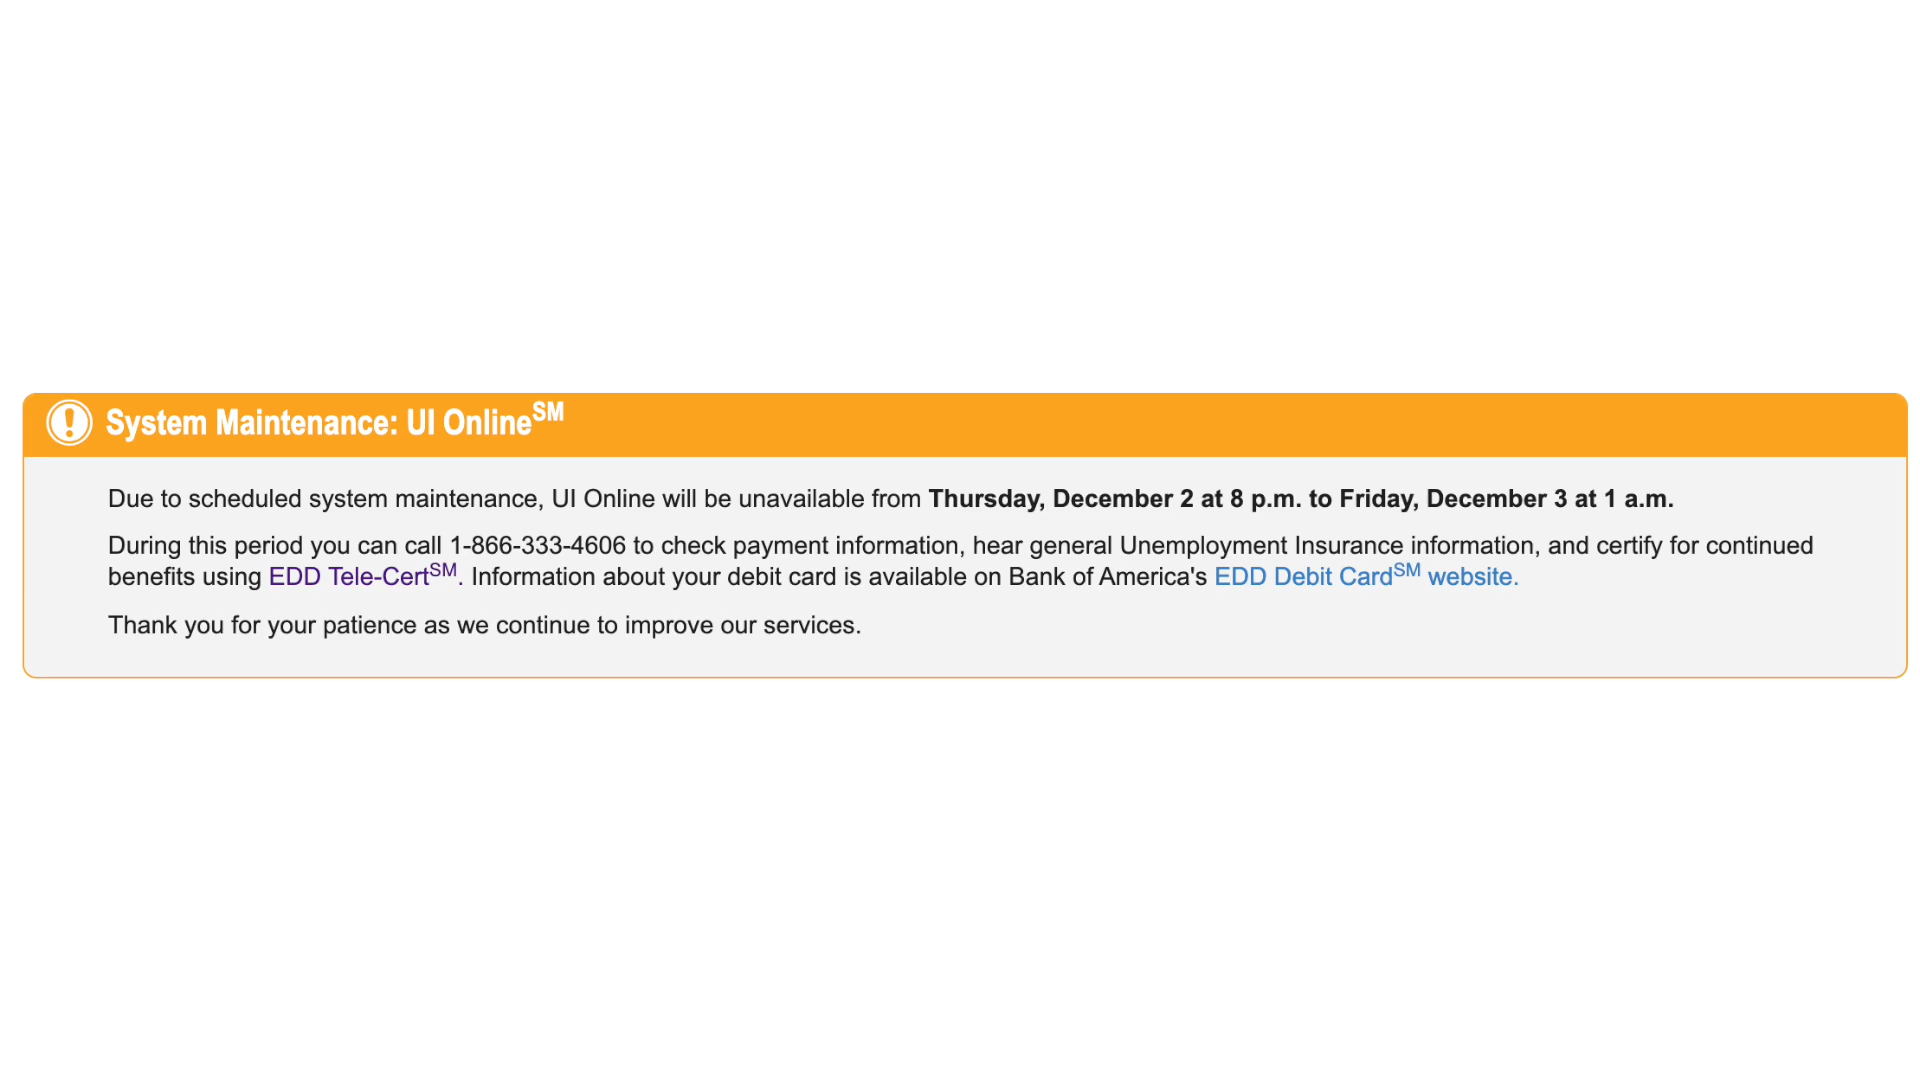 System Maintenance: UI OnlineSM
Due to scheduled system maintenance, UI Online will be unavailable from Thursday, December 2 at 8 p.m. to Friday, December 3 at 1 a.m.
During this period you can call 1-866-333-4606 to check payment information, hear general Unemployment Insurance information, and certify for continued
benefits using EDD Tele-CertSM. Information about your debit card is available on Bank of America's EDD Debit CardSM website.
Thank you for your patience as we continue to improve our services.